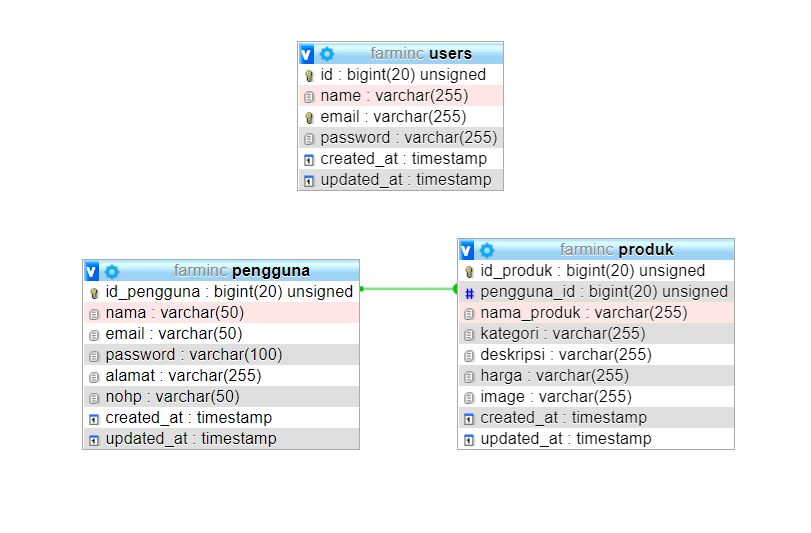 farminc users
id : bigint(20) unsigned
name : varchar(255)
email : varchar(255)
password : varchar(255)
created_at : timestamp
updated_at : timestamp
farminc pengguna
id_pengguna : bigint(20) unsigned
nama : varchar(50)
email : varchar(50)
password : varchar(100)
alamat : varchar(255)
nohp : varchar(50)
created_at : timestamp
updated_at : timestamp
farminc produk
id_produk : bigint(20) unsigned
pengguna_id : bigint(20) unsigned
nama_produk : varchar(255)
kategori : varchar(255)
deskripsi : varchar(255)
harga : varchar(255)
image : varchar(255)
created_at : timestamp
updated_at : timestamp